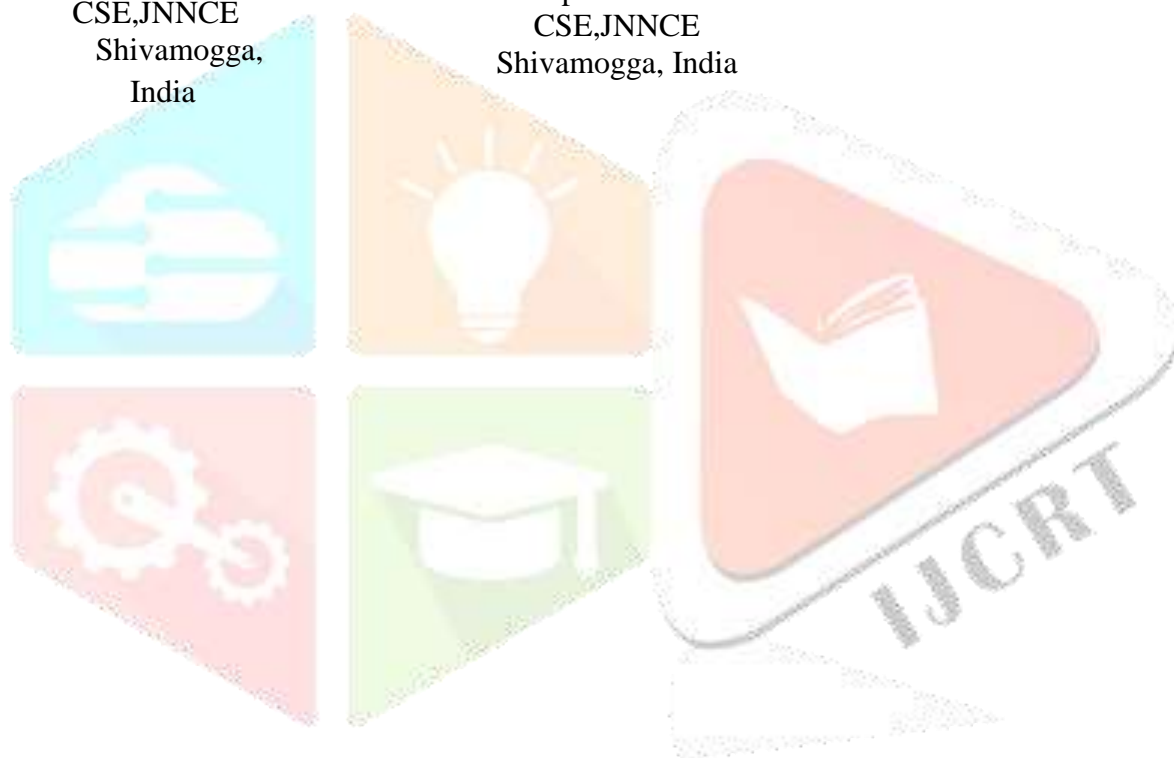 CSE,JNNCE
Shivamogga,
India
CSE,JNNCE
Shivamogga, India
IJCRT